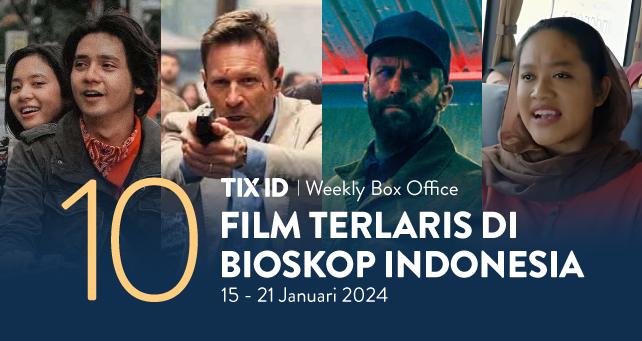 10
TIX ID | Weekly Box Office
FILM TERLARIS DI
BIOSKOP INDONESIA
15 - 21 Januari 2024